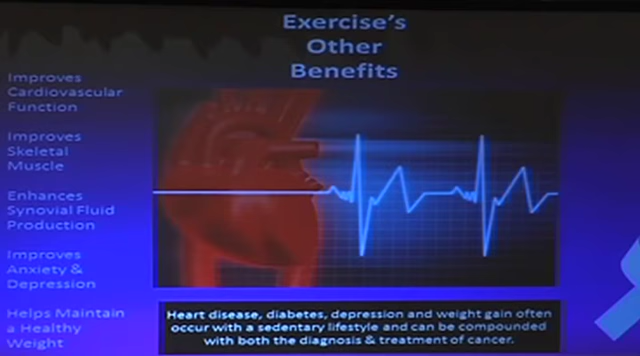 Exercise's
Other
Benefits
Improves
Cardiovascular
Function
Improves
Skeletal
Muscle
Enhances
Synovial Fluid
Production
Improves
Anxiety &
Depression
Helps Maintain
a Healthy
Weight
Heart disease, diabetes, depression and weight gain often
occur with a sedentary lifestyle and can be compounded
with both the diagnosis & treatment of cancer.